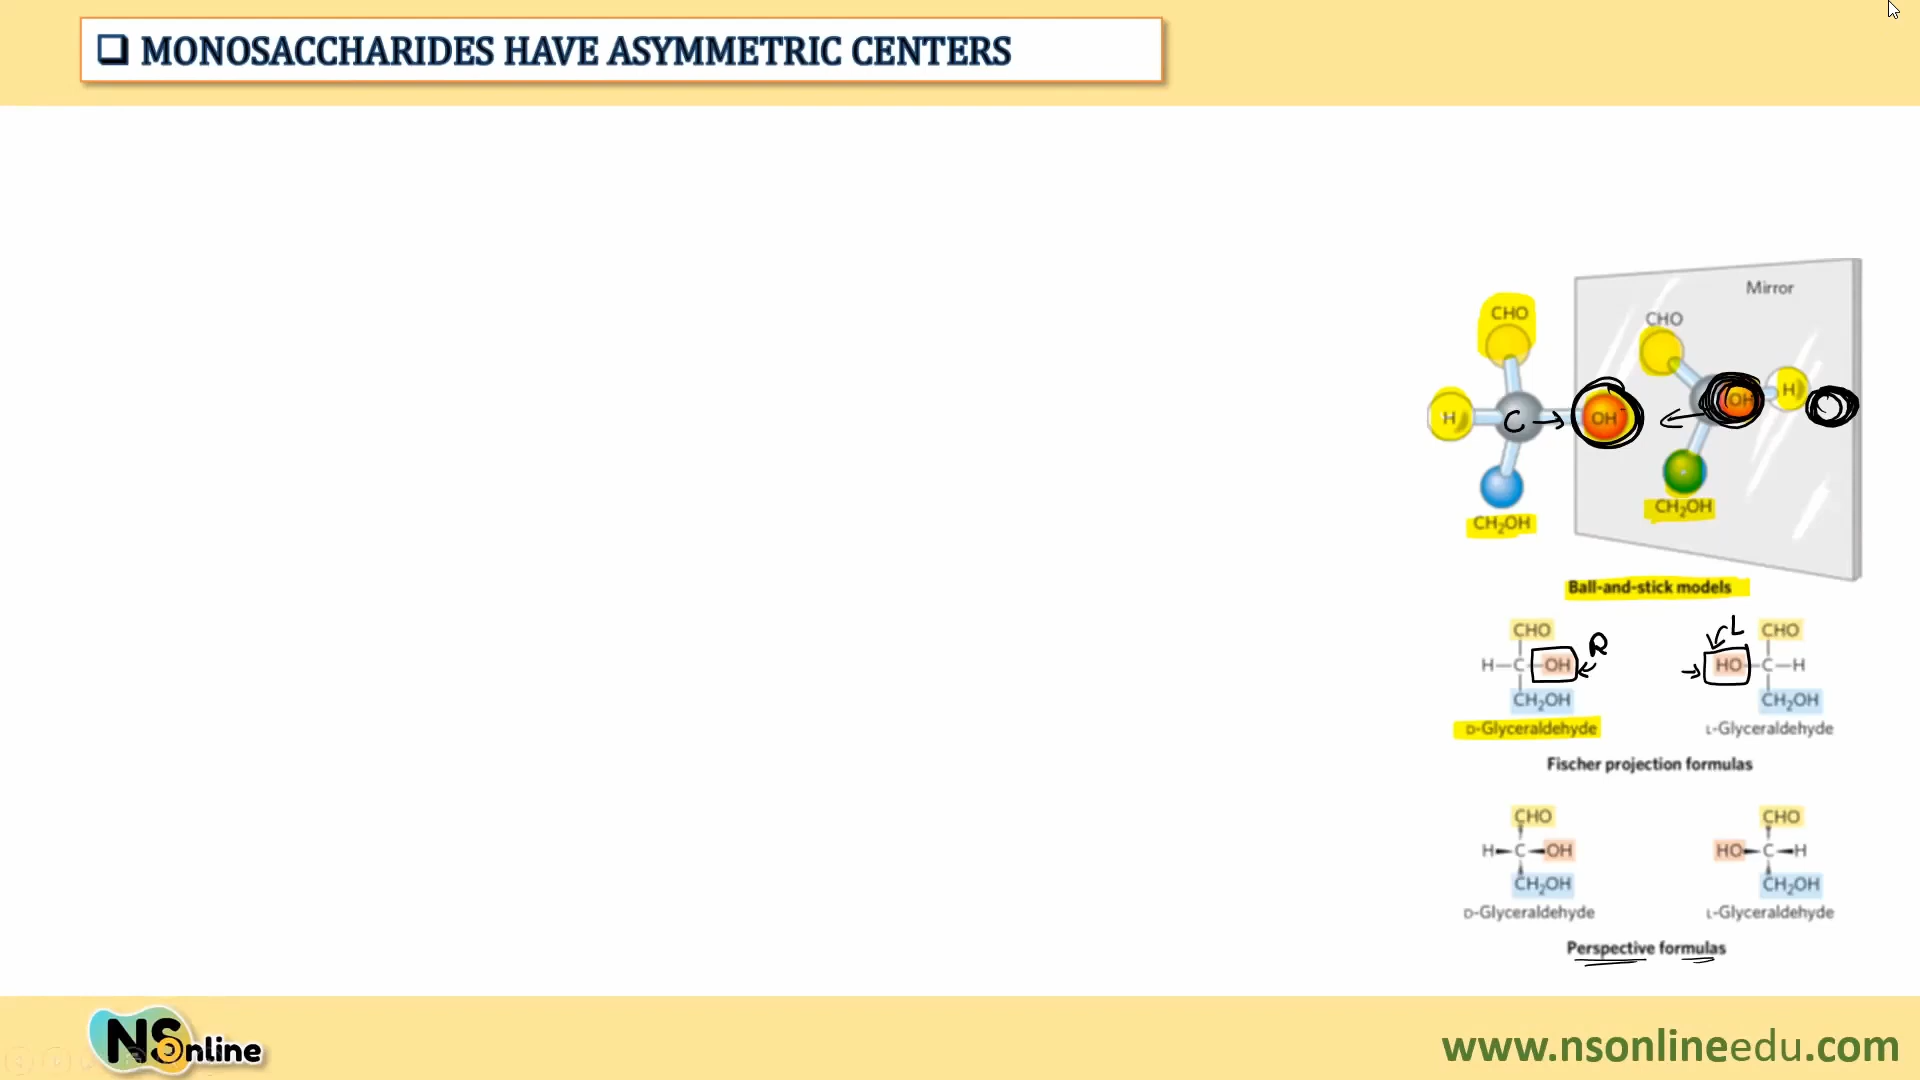 ❑ MONOSACCHARIDES HAVE ASYMMETRIC CENTERS
Mirror
CHO
CHO
H
C
OH
OH
H
CH₂OH
CH₂OH
Ball-and-stick models
CHO
H—C—OH
R
CH₂OH
D-Glyceraldehyde
L
CHO
HO—C—H
CH₂OH
L-Glyceraldehyde
Fischer projection formulas
CHO
H—C—OH
CH₂OH
D-Glyceraldehyde
CHO
HO—C—H
CH₂OH
L-Glyceraldehyde
Perspective formulas
NS Online
www.nsonlineedu.com